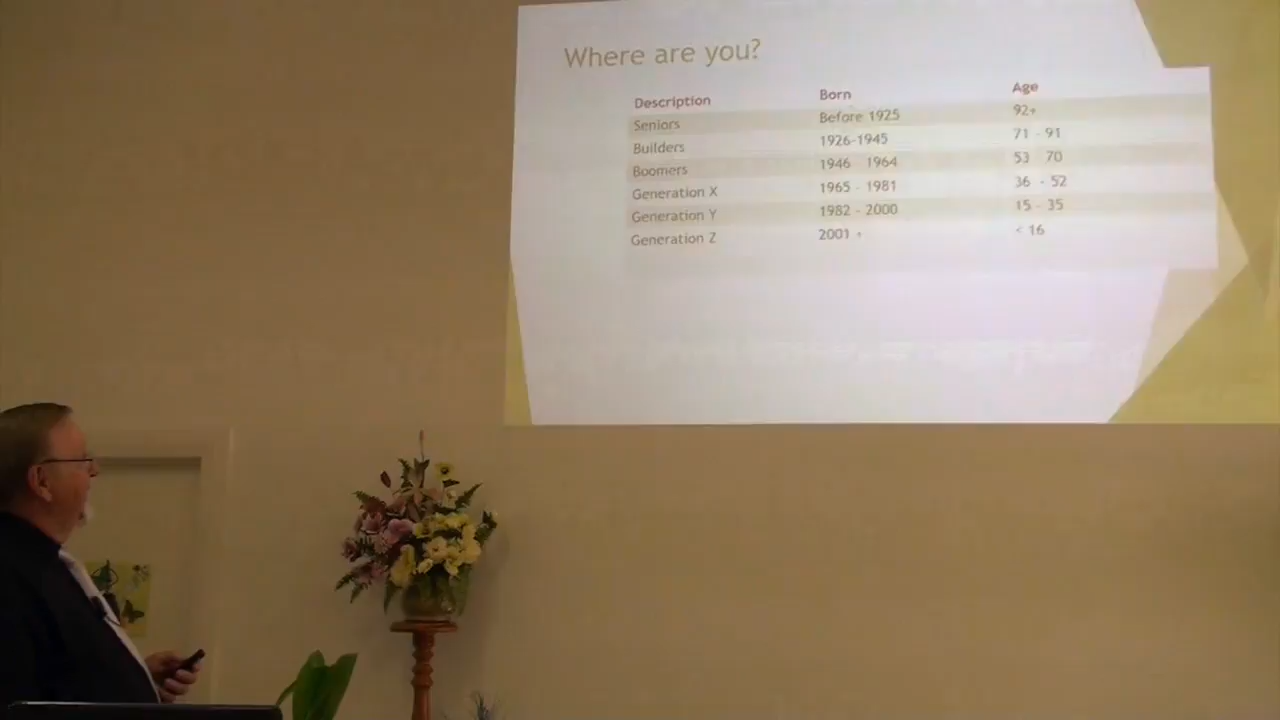 Where are you?
Description Born Age
Seniors Before 1925 92+
Builders 1926-1945 71 - 91
Boomers 1946 - 1964 53 - 70
Generation X 1965 - 1981 36 - 52
Generation Y 1982 - 2000 15 - 35
Generation Z 2001 + < 16